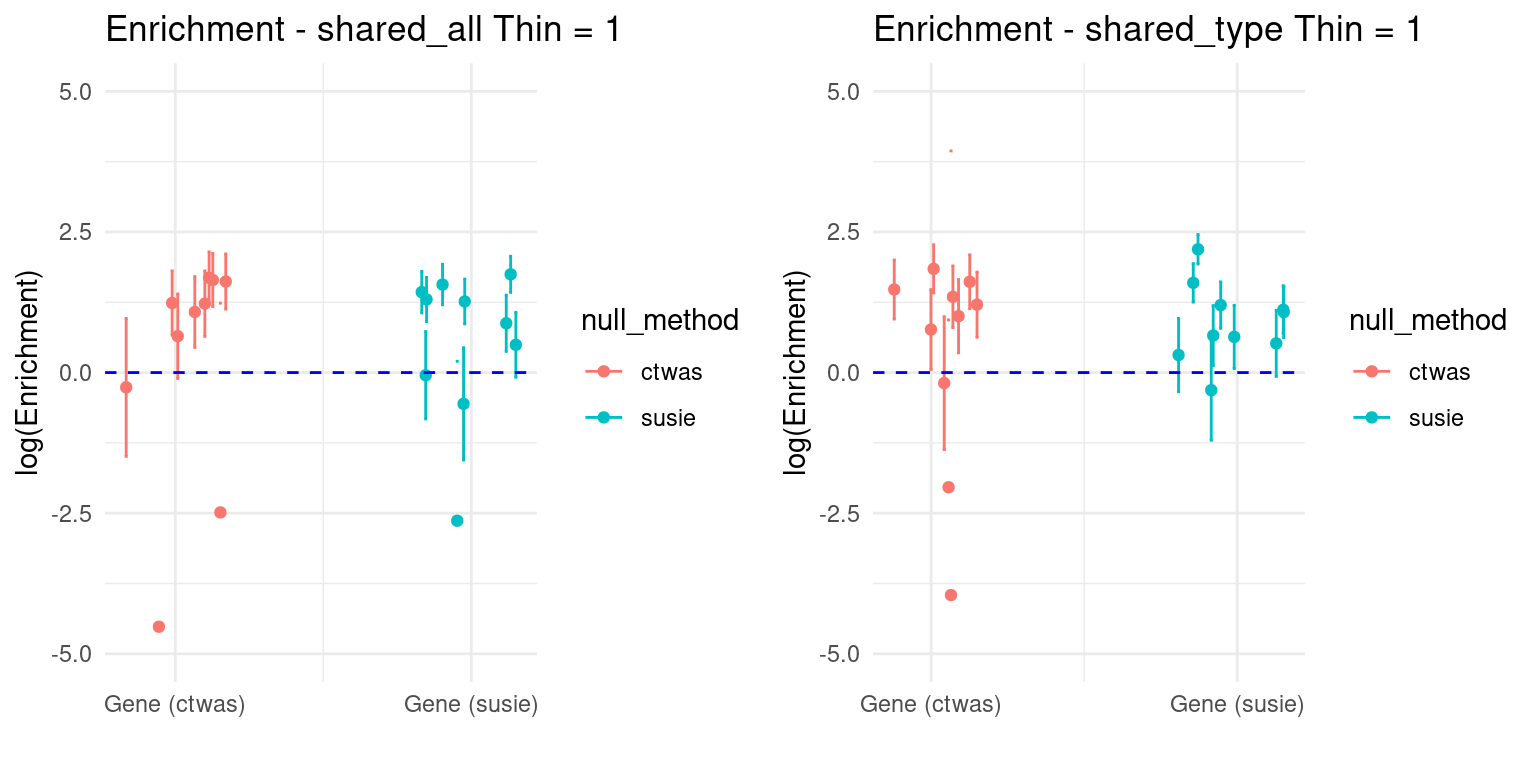 Enrichment - shared_all Thin = 1
log(Enrichment)
5.0
2.5
0.0
-2.5
-5.0
Gene (ctwas)
Gene (susie)
null_method
ctwas
susie
Enrichment - shared_type Thin = 1
log(Enrichment)
5.0
2.5
0.0
-2.5
-5.0
Gene (ctwas)
Gene (susie)
null_method
ctwas
susie